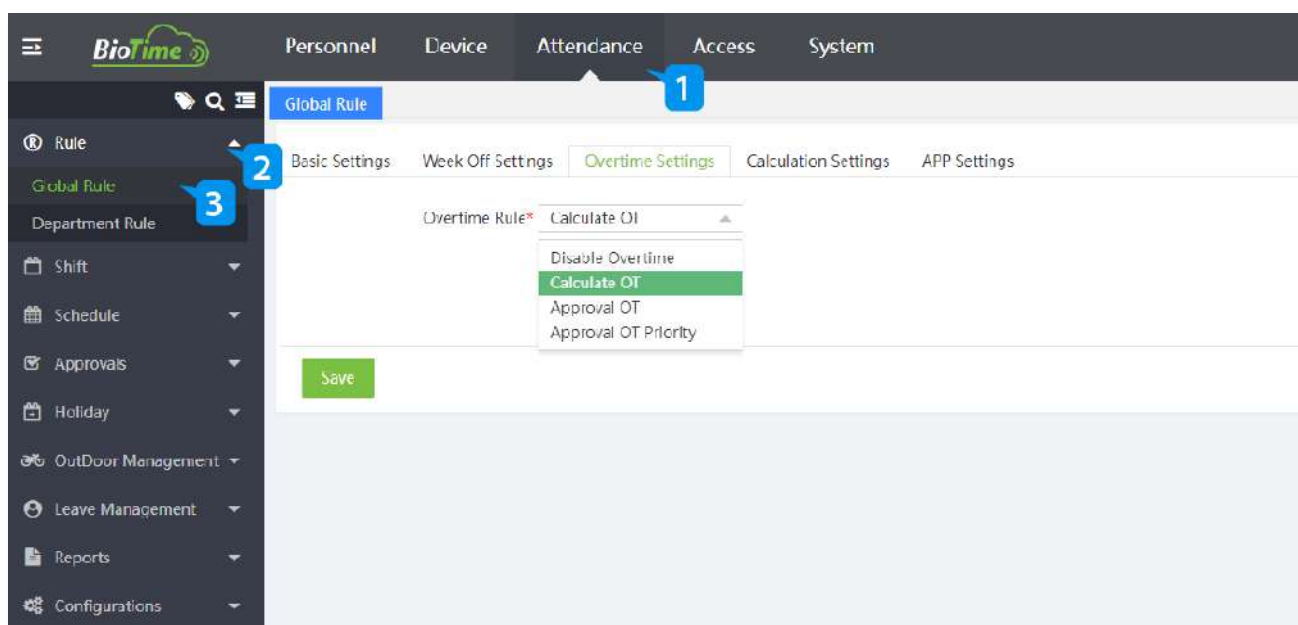 BioTime
Personnel Device Attendance Access System
1
Global Rule
Rule
2
Basic Settings Week Off Settings Overtime Settings Calculation Settings APP Settings
Global Rule
3
Department Rule
Overtime Rule* Calculate OT
Disable Overtime
Calculate OT
Approval OT
Approval OT Priority
Save
Shift
Schedule
Approvals
Holiday
OutDoor Management
Leave Management
Reports
Configurations